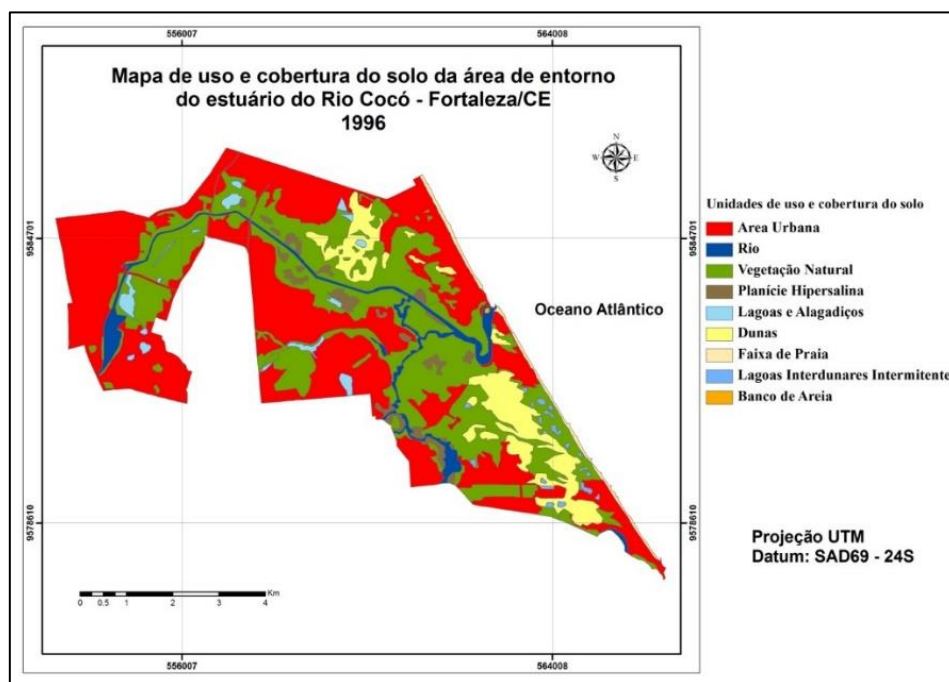 556007
564008
Mapa de uso e cobertura do solo da área de entorno
do estuário do Rio Cocó - Fortaleza/CE
1996
N
W E
S
Unidades de uso e cobertura do solo
Area Urbana
Rio
Vegetação Natural
Planície Hipersalina
Lagoas e Alagadiços
Dunas
Faixa de Praia
Lagoas Interdunares Intermitente
Banco de Areia
9584701
9584701
Oceano Atlântico
9578610
9578610
Projeção UTM
Datum: SAD69 - 24S
Km
0 0.5 1 2 3 4
556007
564008